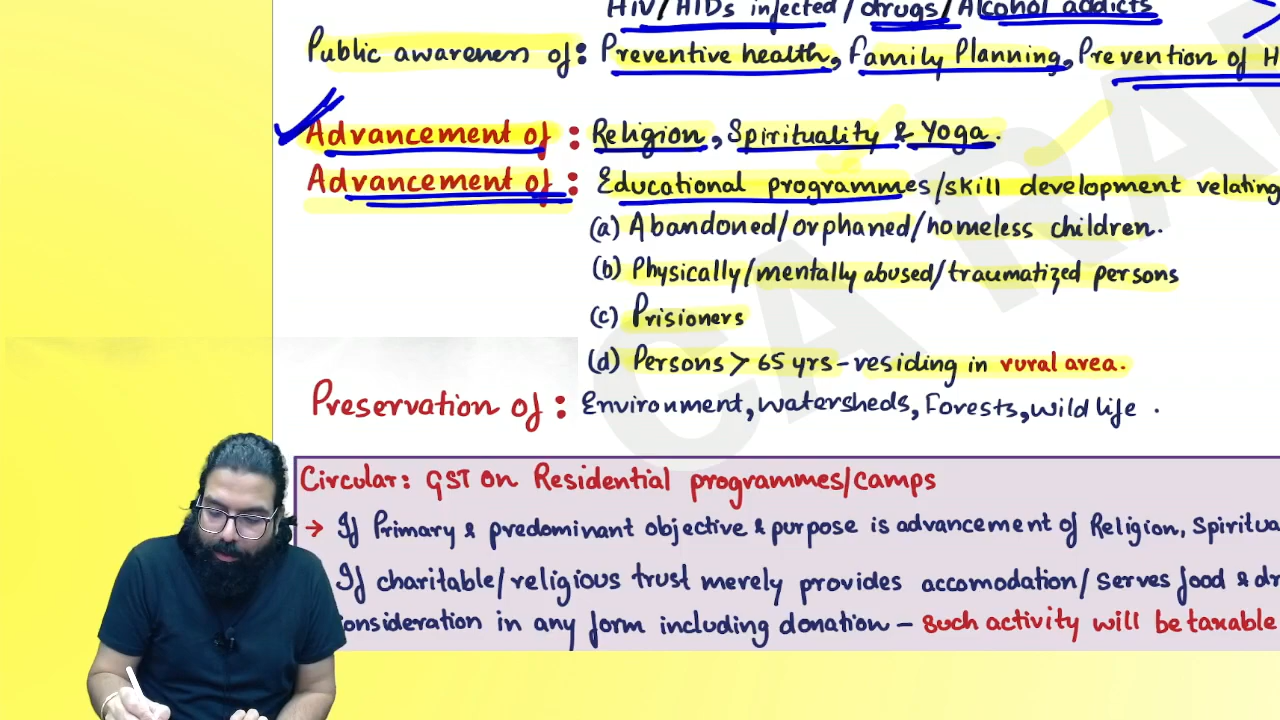 HIV/AIDs injected/drugs/Alcohol addicts
Public awareness of: Preventive health, Family Planning, Prevention of H
Advancement of: Religion, Spirituality & Yoga.
Advancement of: Educational programmes/skill development relating
(a) Abandoned/orphaned/homeless children.
(b) Physically/mentally abused/traumatized persons
(c) Prisioners
(d) Persons > 65 yrs-residing in rural area.
Preservation of: Environment, watersheds, Forests, wild life.
Circular: GST on Residential programmes/camps
→ If Primary & predominant objective & purpose is advancement of Religion, Spiritua
If charitable/religious trust merely provides accomodation/ serves food & dr
onsideration in any form including donation - Such activity will be taxable
CA RA